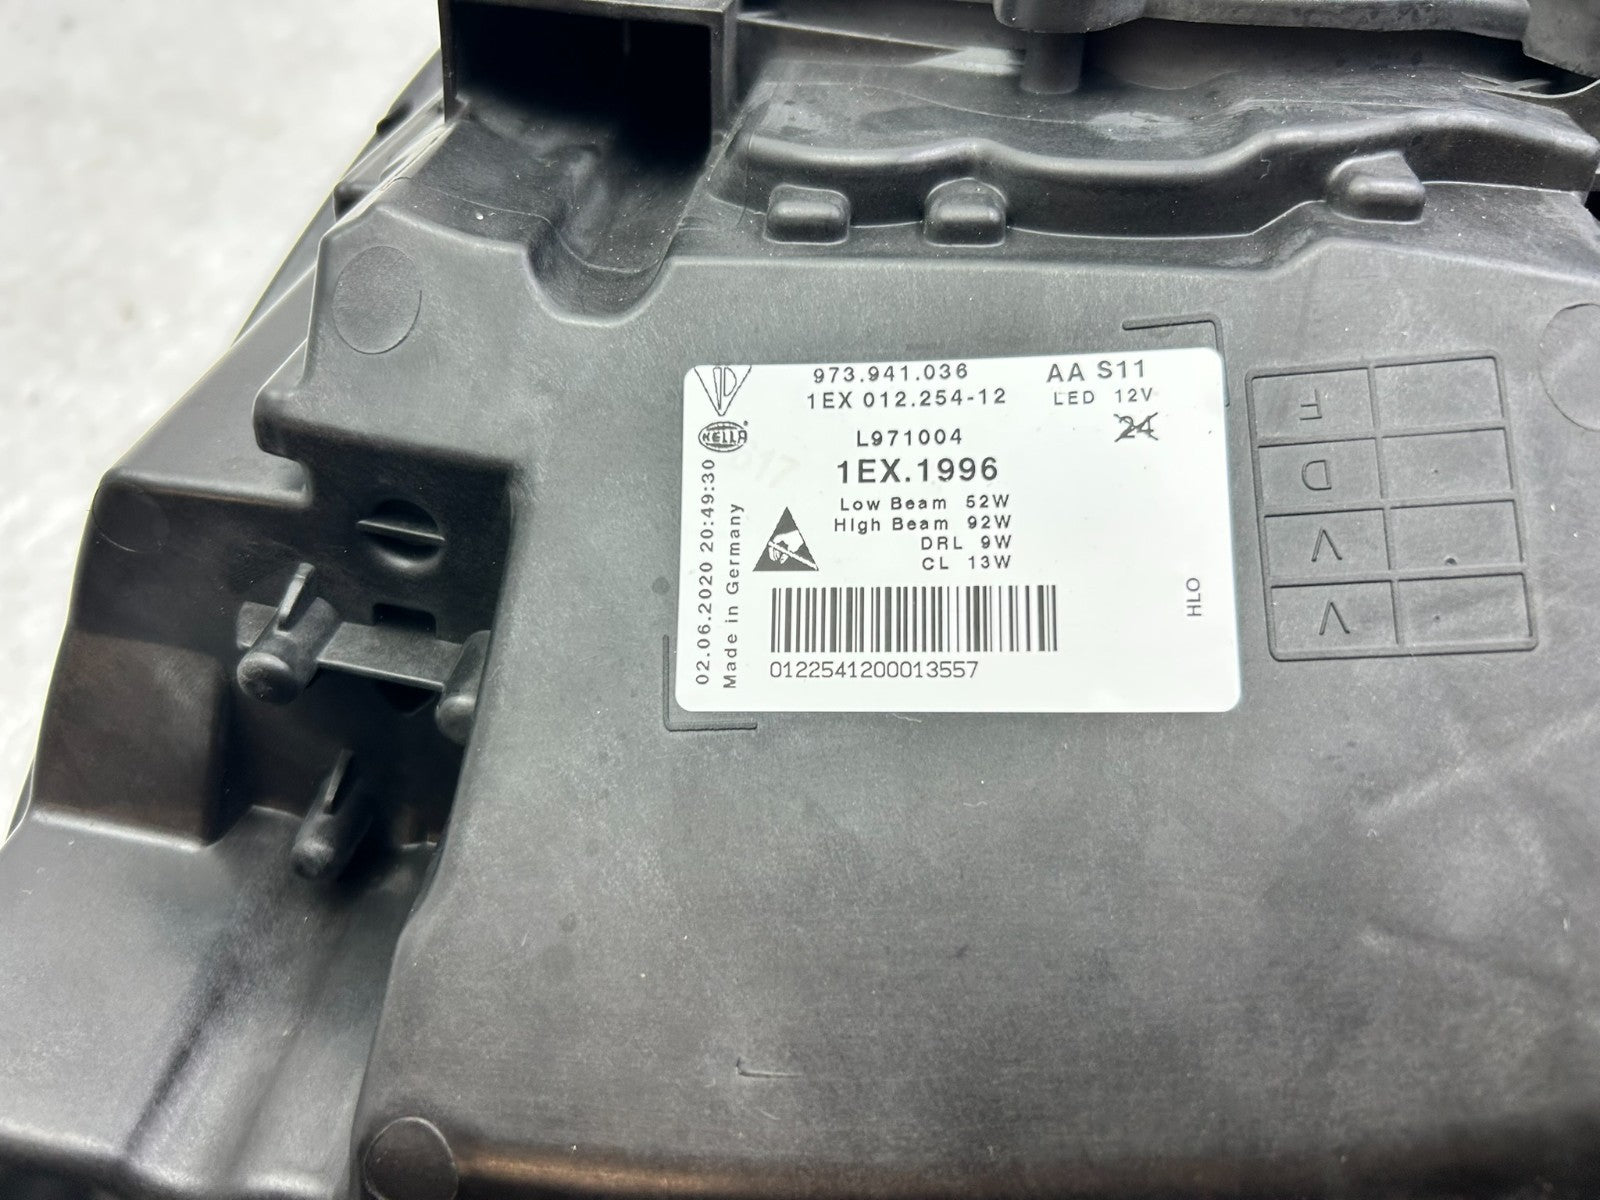 973.941.036 AA S11
1EX 012.254-12 LED 12V
HELLA
L971004 24
1EX.1996
Low Beam 52W
High Beam 92W
DRL 9W
CL 13W
02.06.2020 20:49:30
Made in Germany
HLO
0122541200013557
F
D
V
V